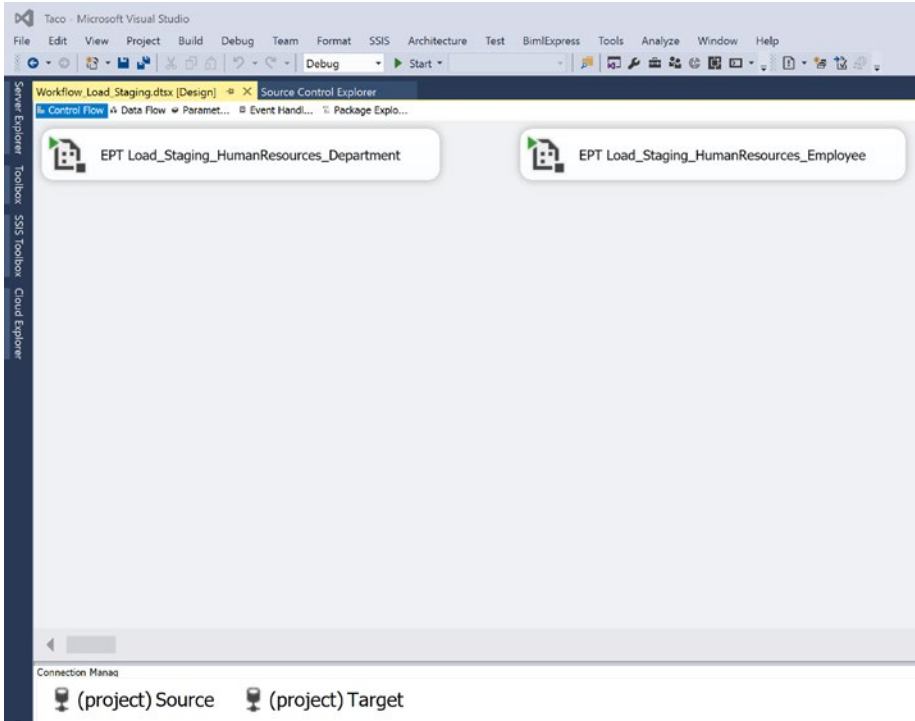 Taco - Microsoft Visual Studio
File Edit View Project Build Debug Team Format SSIS Architecture Test BimlExpress Tools Analyze Window Help
Debug Start
Workflow_Load_Staging.dtsx [Design] Source Control Explorer
Control Flow Data Flow Paramet... Event Handl... Package Explo...
EPT Load_Staging_HumanResources_Department EPT Load_Staging_HumanResources_Employee
Server Explorer
Toolbox
SSIS Toolbox
Cloud Explorer
Connection Manag
(project) Source (project) Target